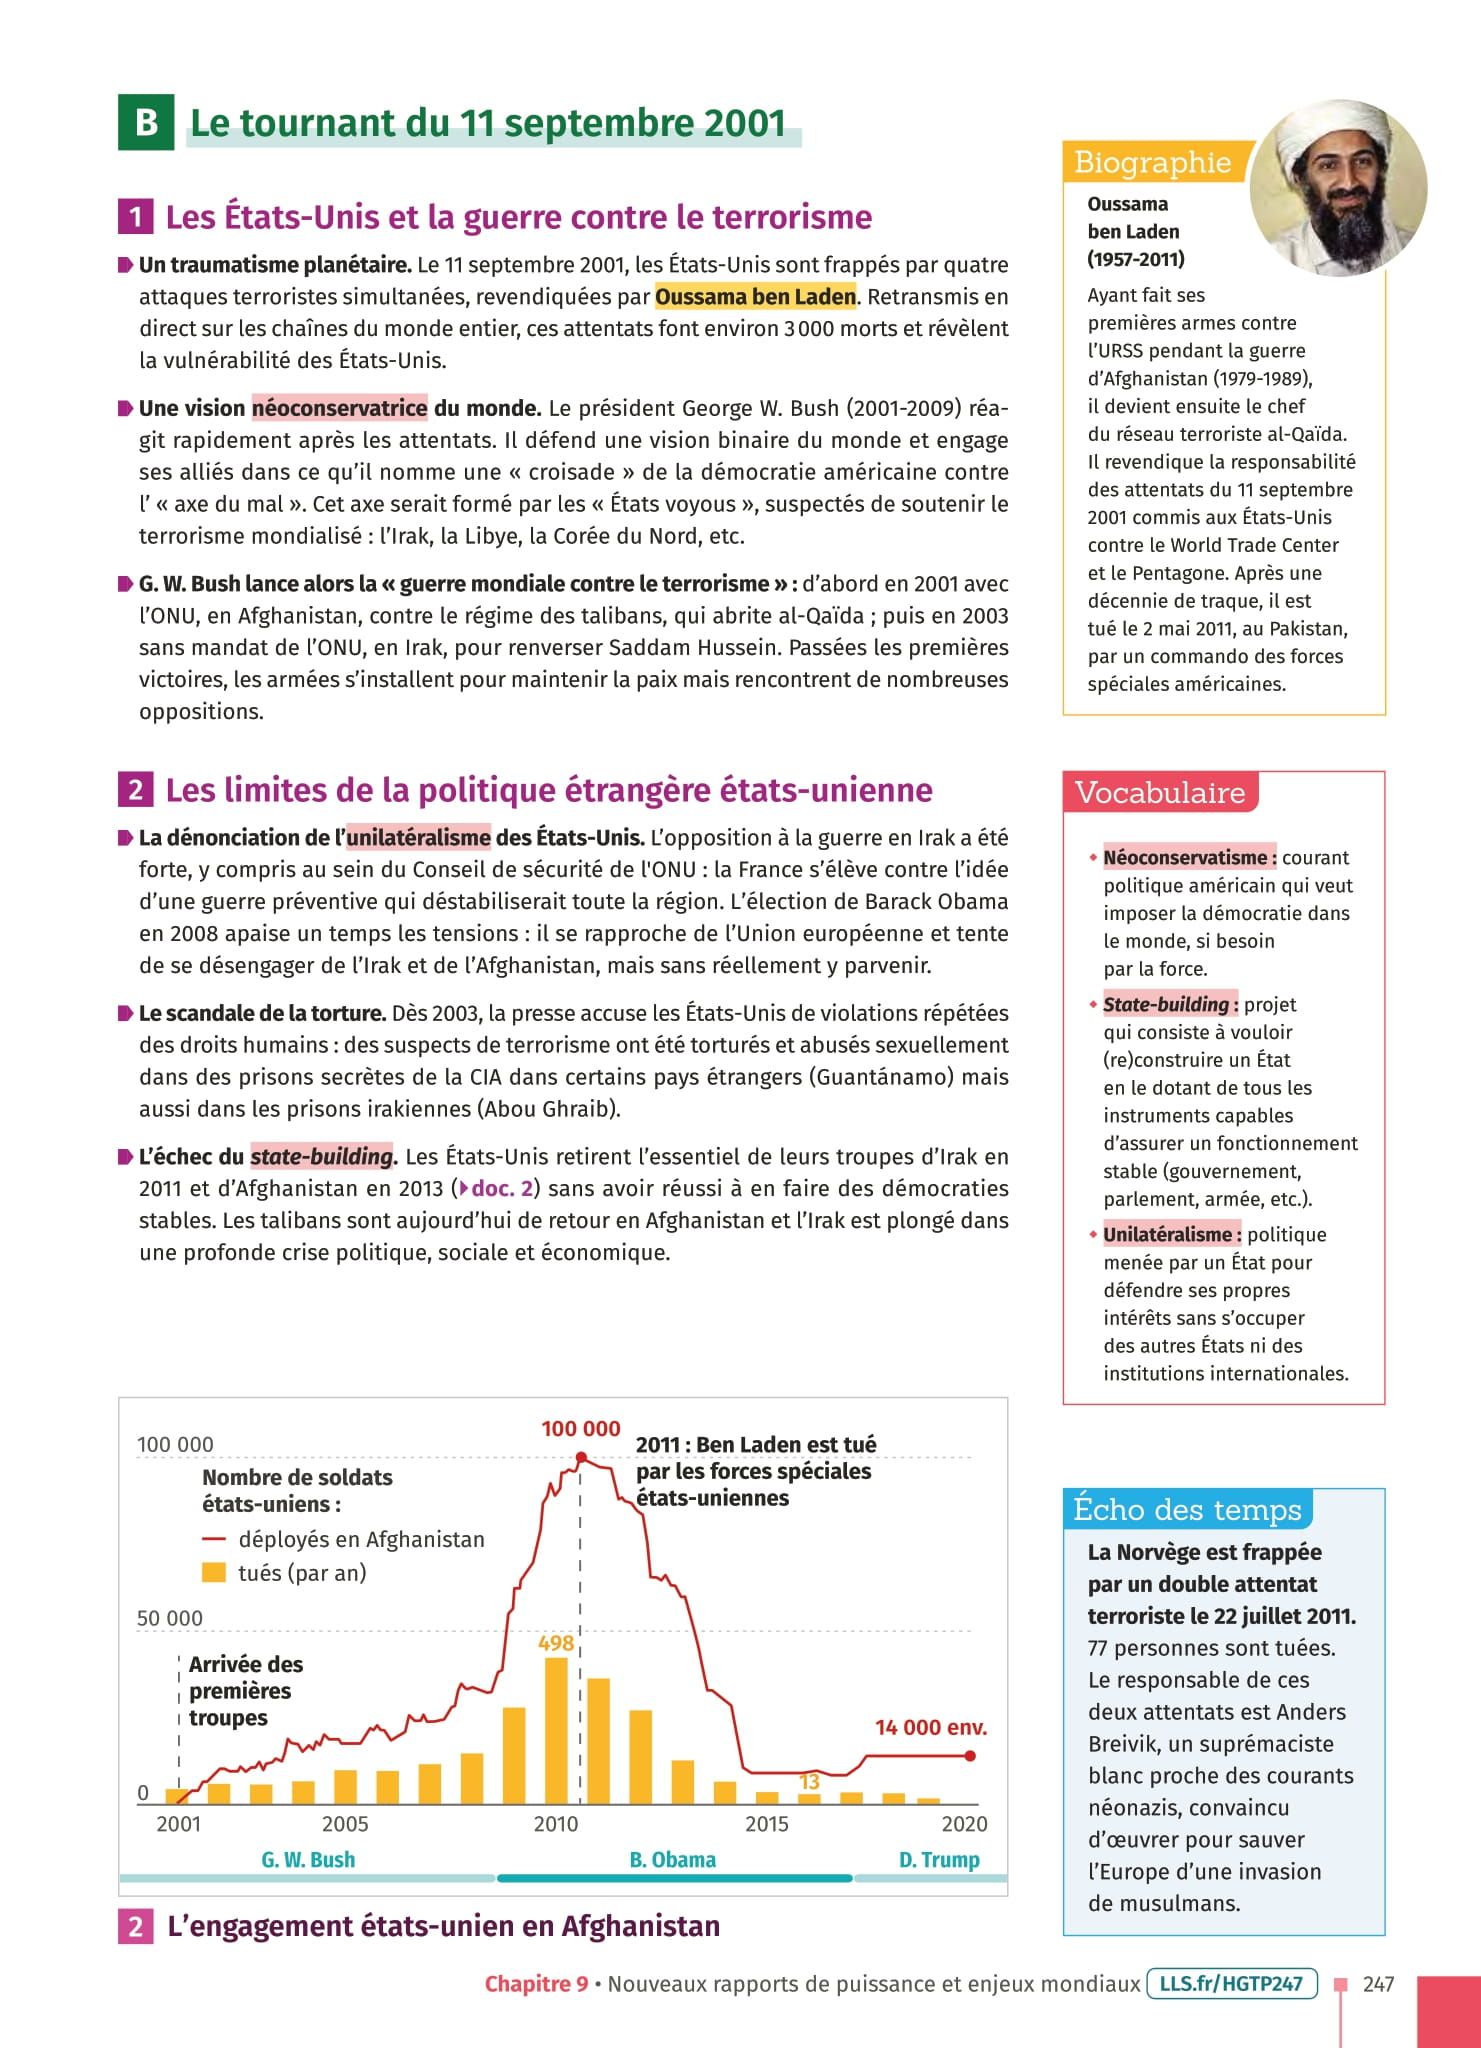 B Le tournant du 11 septembre 2001
1 Les États-Unis et la guerre contre le terrorisme
Un traumatisme planétaire. Le 11 septembre 2001, les États-Unis sont frappés par quatre
attaques terroristes simultanées, revendiquées par Oussama ben Laden. Retransmis en
direct sur les chaînes du monde entier, ces attentats font environ 3 000 morts et révèlent
la vulnérabilité des États-Unis.
Une vision néoconservatrice du monde. Le président George W. Bush (2001-2009) réa-
git rapidement après les attentats. Il défend une vision binaire du monde et engage
ses alliés dans ce qu’il nomme une « croisade » de la démocratie américaine contre
l’ « axe du mal ». Cet axe serait formé par les « États voyous », suspectés de soutenir le
terrorisme mondialisé : l’Irak, la Libye, la Corée du Nord, etc.
G. W. Bush lance alors la « guerre mondiale contre le terrorisme » : d’abord en 2001 avec
l’ONU, en Afghanistan, contre le régime des talibans, qui abrite al-Qaïda ; puis en 2003
sans mandat de l’ONU, en Irak, pour renverser Saddam Hussein. Passées les premières
victoires, les armées s’installent pour maintenir la paix mais rencontrent de nombreuses
oppositions.
2 Les limites de la politique étrangère états-unienne
La dénonciation de l’unilatéralisme des États-Unis. L’opposition à la guerre en Irak a été
forte, y compris au sein du Conseil de sécurité de l'ONU : la France s’élève contre l’idée
d’une guerre préventive qui déstabiliserait toute la région. L’élection de Barack Obama
en 2008 apaise un temps les tensions : il se rapproche de l’Union européenne et tente
de se désengager de l’Irak et de l’Afghanistan, mais sans réellement y parvenir.
Le scandale de la torture. Dès 2003, la presse accuse les États-Unis de violations répétées
des droits humains : des suspects de terrorisme ont été torturés et abusés sexuellement
dans des prisons secrètes de la CIA dans certains pays étrangers (Guantánamo) mais
aussi dans les prisons irakiennes (Abou Ghraib).
L’échec du state-building. Les États-Unis retirent l’essentiel de leurs troupes d’Irak en
2011 et d’Afghanistan en 2013 (doc. 2) sans avoir réussi à en faire des démocraties
stables. Les talibans sont aujourd’hui de retour en Afghanistan et l’Irak est plongé dans
une profonde crise politique, sociale et économique.
Biographie
Oussama
ben Laden
(1957-2011)
Ayant fait ses
premières armes contre
l’URSS pendant la guerre
d’Afghanistan (1979-1989),
il devient ensuite le chef
du réseau terroriste al-Qaïda.
Il revendique la responsabilité
des attentats du 11 septembre
2001 commis aux États-Unis
contre le World Trade Center
et le Pentagone. Après une
décennie de traque, il est
tué le 2 mai 2011, au Pakistan,
par un commando des forces
spéciales américaines.
Vocabulaire
Néoconservatisme : courant
politique américain qui veut
imposer la démocratie dans
le monde, si besoin
par la force.
State-building : projet
qui consiste à vouloir
(re)construire un État
en le dotant de tous les
instruments capables
d’assurer un fonctionnement
stable (gouvernement,
parlement, armée, etc.).
Unilatéralisme : politique
menée par un État pour
défendre ses propres
intérêts sans s’occuper
des autres États ni des
institutions internationales.
100 000
100 000
Nombre de soldats
états-uniens :
déployés en Afghanistan
tués (par an)
2011 : Ben Laden est tué
par les forces spéciales
états-uniennes
50 000
498
Arrivée des
premières
troupes
14 000 env.
13
0
2001 2005 2010 2015 2020
G. W. Bush B. Obama D. Trump
2 L’engagement états-unien en Afghanistan
Écho des temps
La Norvège est frappée
par un double attentat
terroriste le 22 juillet 2011.
77 personnes sont tuées.
Le responsable de ces
deux attentats est Anders
Breivik, un suprémaciste
blanc proche des courants
néonazis, convaincu
d’œuvrer pour sauver
l’Europe d’une invasion
de musulmans.
Chapitre 9 • Nouveaux rapports de puissance et enjeux mondiaux LLS.fr/HGTP247 247